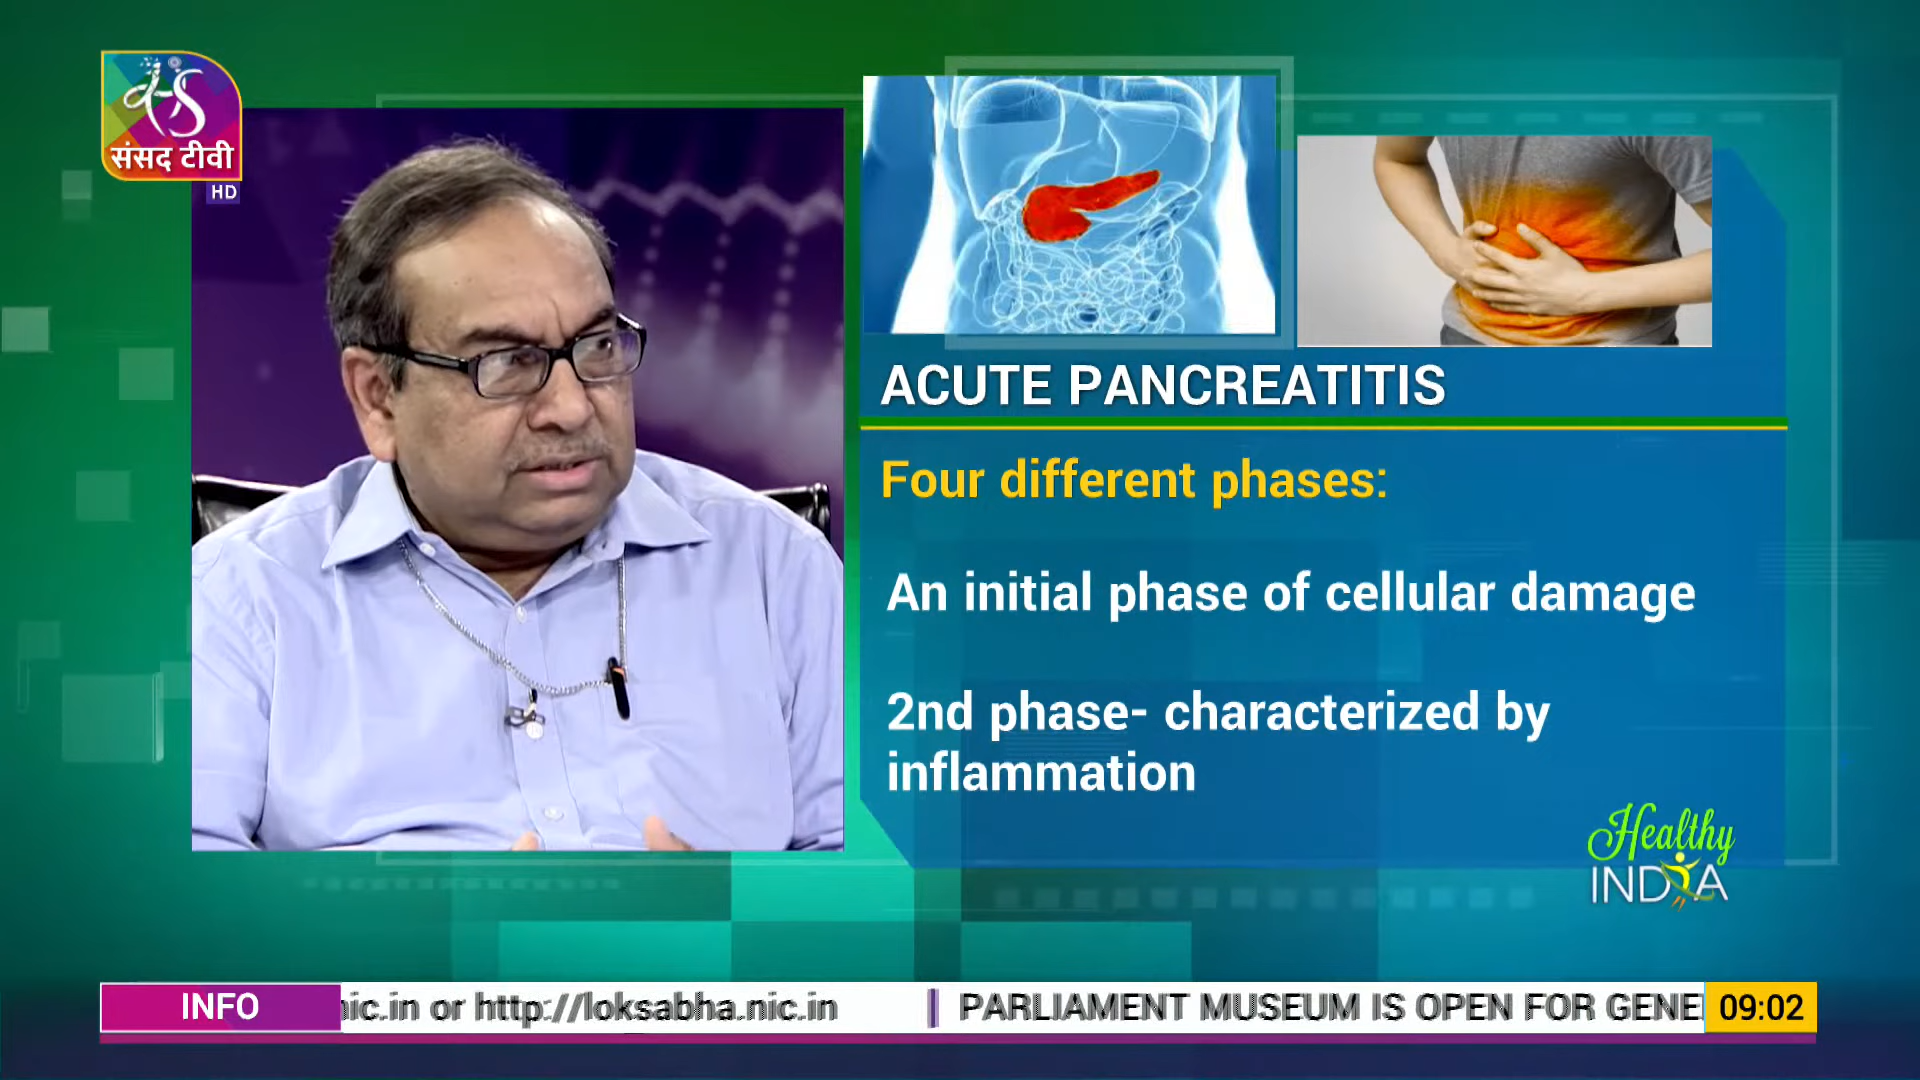 संसद टीवी
HD
ACUTE PANCREATITIS
Four different phases:
An initial phase of cellular damage
2nd phase- characterized by
inflammation
Healthy
INDIA
INFO
nic.in or http://loksabha.nic.in
PARLIAMENT MUSEUM IS OPEN FOR GENE
09:02